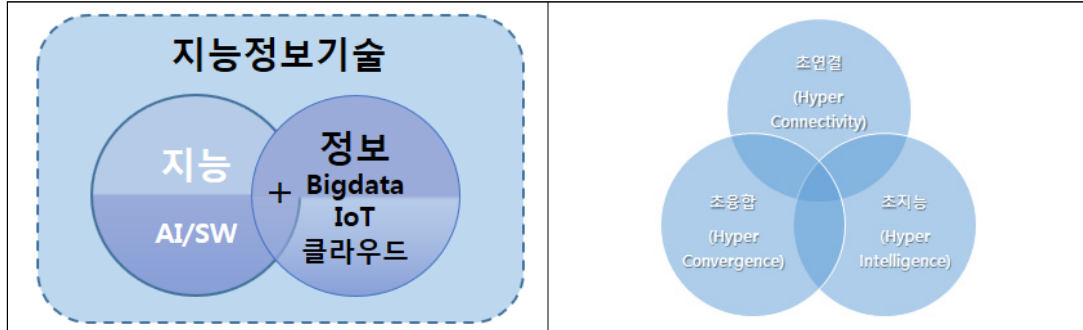 지능정보기술
지능
AI/SW
+
정보
Bigdata
IoT
클라우드
초연결
(Hyper
Connectivity)
초융합
(Hyper
Convergence)
초지능
(Hyper
Intelligence)